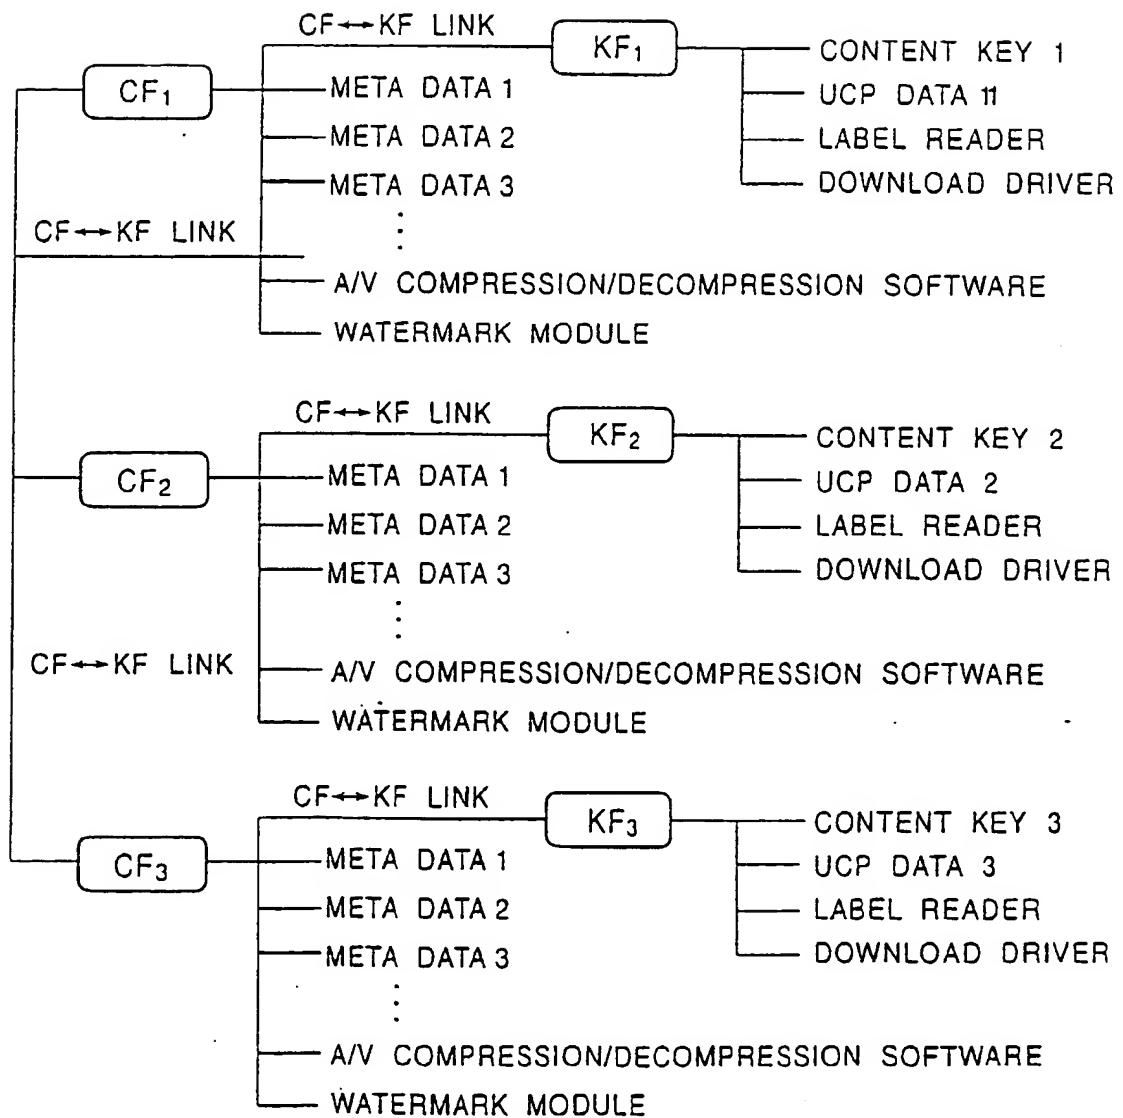 CF↔KF LINK KF1 CONTENT KEY 1
CF1 META DATA 1 UCP DATA 11
META DATA 2 LABEL READER
META DATA 3 DOWNLOAD DRIVER
CF↔KF LINK
A/V COMPRESSION/DECOMPRESSION SOFTWARE
WATERMARK MODULE
CF↔KF LINK KF2 CONTENT KEY 2
CF2 META DATA 1 UCP DATA 2
META DATA 2 LABEL READER
META DATA 3 DOWNLOAD DRIVER
CF↔KF LINK A/V COMPRESSION/DECOMPRESSION SOFTWARE
WATERMARK MODULE
CF↔KF LINK KF3 CONTENT KEY 3
CF3 META DATA 1 UCP DATA 3
META DATA 2 LABEL READER
META DATA 3 DOWNLOAD DRIVER
A/V COMPRESSION/DECOMPRESSION SOFTWARE
WATERMARK MODULE